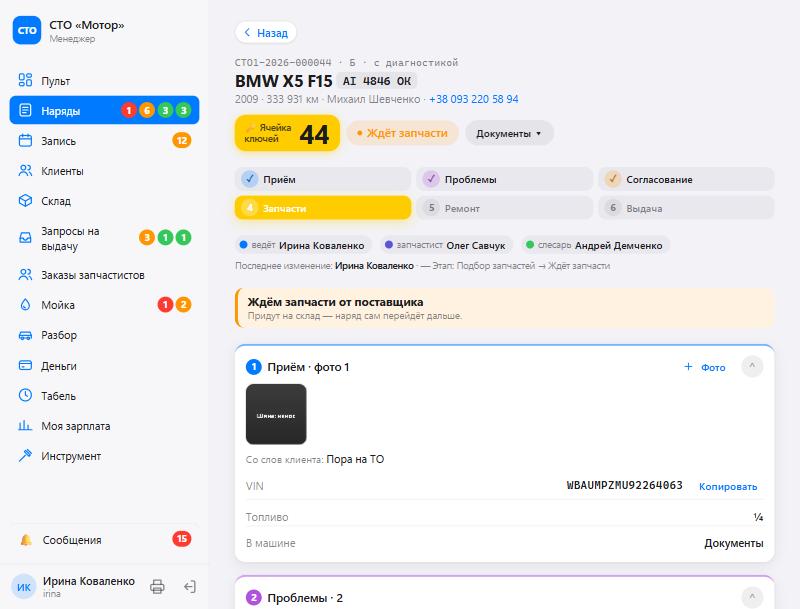 СТО
СТО «Мотор»
Менеджер
Пульт
Наряды 1 6 3 3
Запись 12
Клиенты
Склад
Запросы на
выдачу 3 1 1
Заказы запчастистов
Мойка 1 2
Разбор
Деньги
Табель
Моя зарплата
Инструмент
Сообщения 15
ИК
Ирина Коваленко
irina
Назад
СТО1-2026-000044 · Б · с диагностикой
BMW X5 F15 AI 4846 OK
2009 · 333 931 км · Михаил Шевченко · +38 093 220 58 94
Ячейка
ключей 44
Ждёт запчасти
Документы
Приём
Проблемы
Согласование
4 Запчасти
5 Ремонт
6 Выдача
ведёт Ирина Коваленко
запчастист Олег Савчук
слесарь Андрей Демченко
Последнее изменение: Ирина Коваленко · — Этап: Подбор запчастей → Ждёт запчасти
Ждём запчасти от поставщика
Придут на склад — наряд сам перейдёт дальше.
1 Приём · фото 1
+ Фото
Со слов клиента: Пора на ТО
VIN WBAUMPZMU92264063 Копировать
Топливо ¼
В машине Документы
2 Проблемы · 2